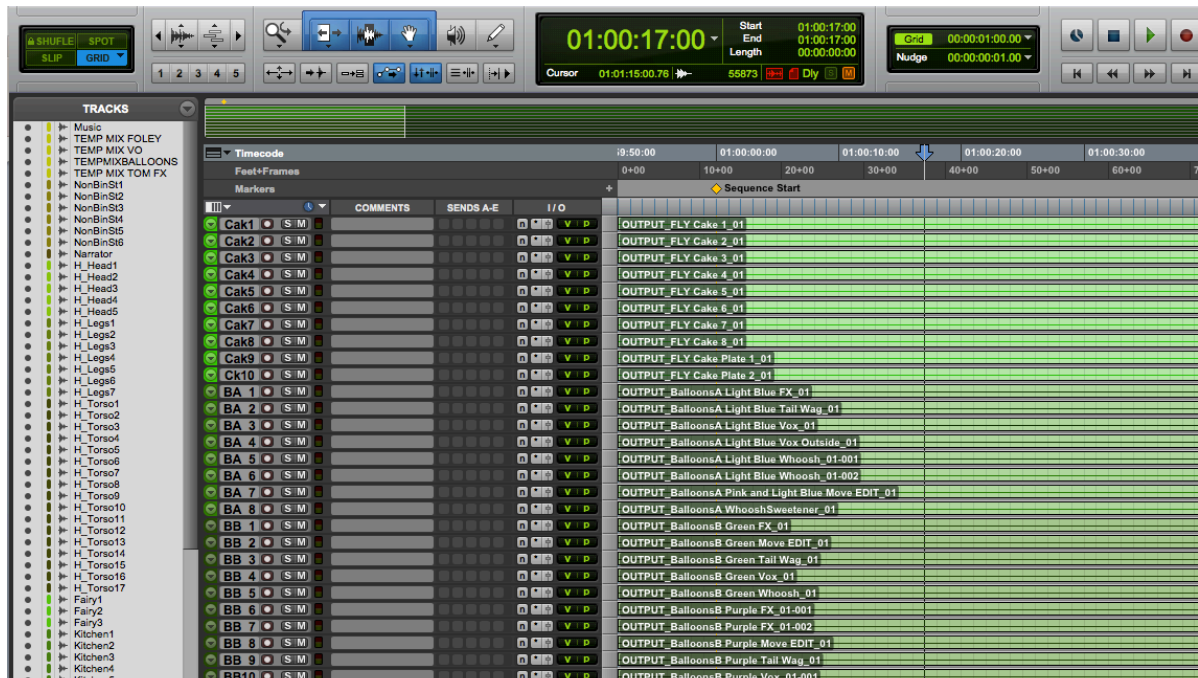 SHUFFLE SPOT
SLIP GRID
1 2 3 4 5
01:00:17:00
Start 01:00:17:00
End 01:00:17:00
Length 00:00:00:00
Cursor 01:01:15:00.76 55873 Dly S M
Grid 00:00:01:00.00
Nudge 00:00:00:01.00
TRACKS
Music
TEMP MIX FOLEY
TEMP MIX VO
TEMPMIXBALLOONS
TEMP MIX TOM FX
NonBinSt1
NonBinSt2
NonBinSt3
NonBinSt4
NonBinSt5
NonBinSt6
Narrator
H_Head1
H_Head2
H_Head3
H_Head4
H_Head5
H_Legs1
H_Legs2
H_Legs3
H_Legs4
H_Legs5
H_Legs6
H_Legs7
H_Torso1
H_Torso2
H_Torso3
H_Torso4
H_Torso5
H_Torso6
H_Torso7
H_Torso8
H_Torso9
H_Torso10
H_Torso11
H_Torso12
H_Torso13
H_Torso14
H_Torso15
H_Torso16
H_Torso17
Fairy1
Fairy2
Fairy3
Kitchen1
Kitchen2
Kitchen3
Kitchen4
Timecode 59:50:00 01:00:00:00 01:00:10:00 01:00:20:00 01:00:30:00
Feet+Frames 0+00 10+00 20+00 30+00 40+00 50+00 60+00 7
Markers + Sequence Start
COMMENTS SENDS A-E I / O
Cak1 S M n V P OUTPUT_FLY Cake 1_01
Cak2 S M n V P OUTPUT_FLY Cake 2_01
Cak3 S M n V P OUTPUT_FLY Cake 3_01
Cak4 S M n V P OUTPUT_FLY Cake 4_01
Cak5 S M n V P OUTPUT_FLY Cake 5_01
Cak6 S M n V P OUTPUT_FLY Cake 6_01
Cak7 S M n V P OUTPUT_FLY Cake 7_01
Cak8 S M n V P OUTPUT_FLY Cake 8_01
Cak9 S M n V P OUTPUT_FLY Cake Plate 1_01
Ck10 S M n V P OUTPUT_FLY Cake Plate 2_01
BA 1 S M n V P OUTPUT_BalloonsA Light Blue FX_01
BA 2 S M n V P OUTPUT_BalloonsA Light Blue Tail Wag_01
BA 3 S M n V P OUTPUT_BalloonsA Light Blue Vox_01
BA 4 S M n V P OUTPUT_BalloonsA Light Blue Vox Outside_01
BA 5 S M n V P OUTPUT_BalloonsA Light Blue Whoosh_01-001
BA 6 S M n V P OUTPUT_BalloonsA Light Blue Whoosh_01-002
BA 7 S M n V P OUTPUT_BalloonsA Pink and Light Blue Move EDIT_01
BA 8 S M n V P OUTPUT_BalloonsA WhooshSweetener_01
BB 1 S M n V P OUTPUT_BalloonsB Green FX_01
BB 2 S M n V P OUTPUT_BalloonsB Green Move EDIT_01
BB 3 S M n V P OUTPUT_BalloonsB Green Tail Wag_01
BB 4 S M n V P OUTPUT_BalloonsB Green Vox_01
BB 5 S M n V P OUTPUT_BalloonsB Green Whoosh_01
BB 6 S M n V P OUTPUT_BalloonsB Purple FX_01-001
BB 7 S M n V P OUTPUT_BalloonsB Purple FX_01-002
BB 8 S M n V P OUTPUT_BalloonsB Purple Move EDIT_01
BB 9 S M n V P OUTPUT_BalloonsB Purple Tail Wag_01
BB10 S M n V P OUTPUT_BalloonsB Purple Vox_01-001